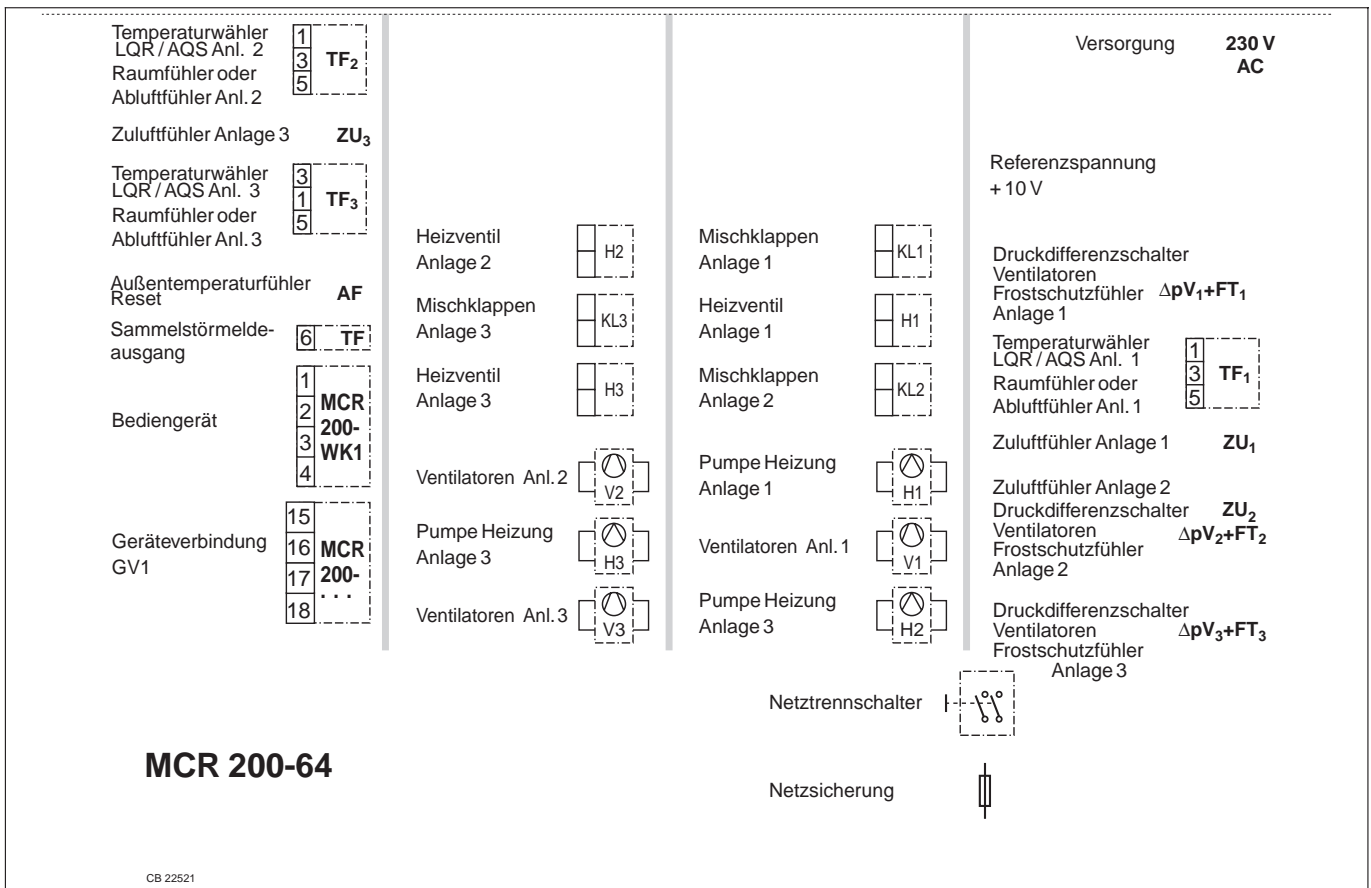 Temperaturwähler
LQR / AQS Anl. 2
Raumfühler oder
Abluftfühler Anl. 2
1
3
5
TF2
Zuluftfühler Anlage 3 ZU3
Temperaturwähler
LQR / AQS Anl. 3
Raumfühler oder
Abluftfühler Anl. 3
3
1
5
TF3
Außentemperaturfühler
Reset
AF
Sammelstörmelde-
ausgang
6 TF
Bediengerät
1
2
3
4
MCR
200-
WK1
Geräteverbindung
GV1
15
16
17
18
MCR
200-
. . .
Heizventil
Anlage 2
H2
Mischklappen
Anlage 3
KL3
Heizventil
Anlage 3
H3
Ventilatoren Anl. 2
V2
Pumpe Heizung
Anlage 3
H3
Ventilatoren Anl. 3
V3
Mischklappen
Anlage 1
KL1
Heizventil
Anlage 1
H1
Mischklappen
Anlage 2
KL2
Pumpe Heizung
Anlage 1
H1
Ventilatoren Anl. 1
V1
Pumpe Heizung
Anlage 3
H2
Versorgung 230 V
AC
Referenzspannung
+ 10 V
Druckdifferenzschalter
Ventilatoren
Frostschutzfühler ΔpV1+FT1
Anlage 1
Temperaturwähler
LQR / AQS Anl. 1
Raumfühler oder
Abluftfühler Anl. 1
1
3
5
TF1
Zuluftfühler Anlage 1 ZU1
Zuluftfühler Anlage 2
Druckdifferenzschalter ZU2
Ventilatoren ΔpV2+FT2
Frostschutzfühler
Anlage 2
Druckdifferenzschalter
Ventilatoren ΔpV3+FT3
Frostschutzfühler
Anlage 3
Netztrennschalter
Netzsicherung
MCR 200-64
CB 22521